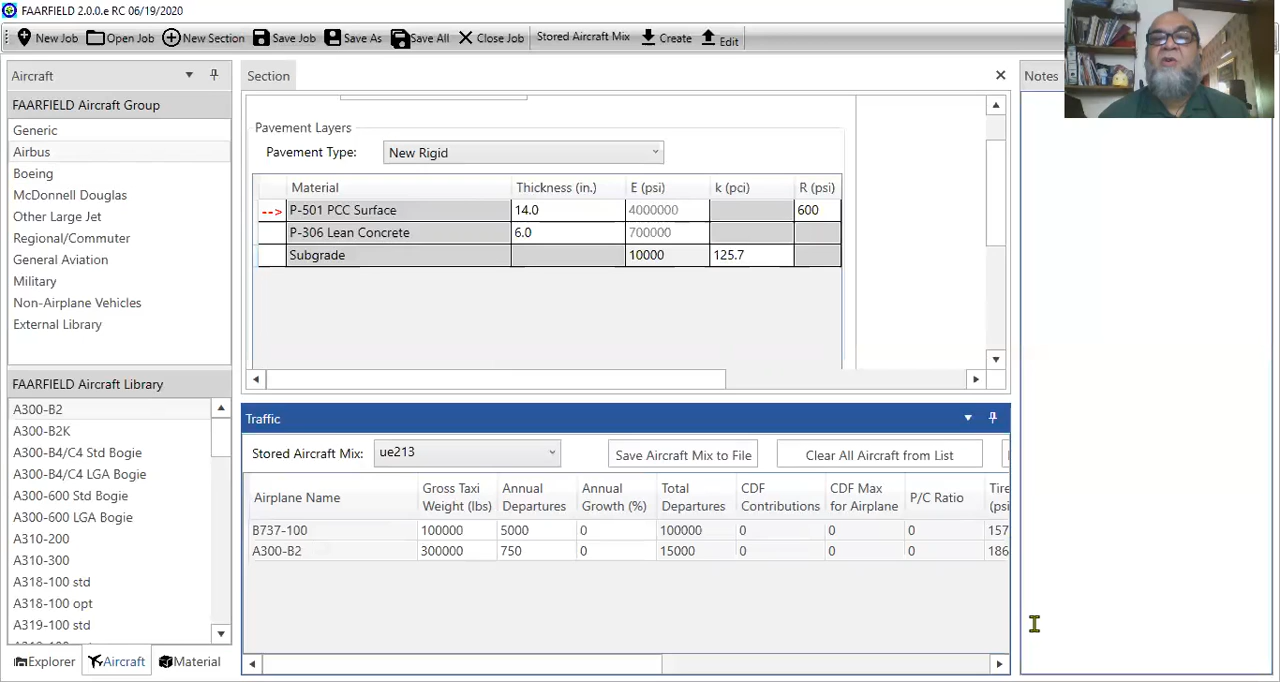 FAARFIELD 2.0.0.e RC 06/19/2020
New Job Open Job New Section Save Job Save As Save All Close Job Stored Aircraft Mix Create Edit
Aircraft
FAARFIELD Aircraft Group
Generic
Airbus
Boeing
McDonnell Douglas
Other Large Jet
Regional/Commuter
General Aviation
Military
Non-Airplane Vehicles
External Library
FAARFIELD Aircraft Library
A300-B2
A300-B2K
A300-B4/C4 Std Bogie
A300-B4/C4 LGA Bogie
A300-600 Std Bogie
A300-600 LGA Bogie
A310-200
A310-300
A318-100 std
A318-100 opt
A319-100 std
Explorer Aircraft Material
Section
Pavement Layers
Pavement Type: New Rigid
Material Thickness (in.) E (psi) k (pci) R (psi)
--> P-501 PCC Surface 14.0 4000000 600
P-306 Lean Concrete 6.0 700000
Subgrade 10000 125.7
Traffic
Stored Aircraft Mix: ue213 Save Aircraft Mix to File Clear All Aircraft from List
Airplane Name Gross Taxi Weight (lbs) Annual Departures Annual Growth (%) Total Departures CDF Contributions CDF Max for Airplane P/C Ratio Tire (psi
B737-100 100000 5000 0 100000 0 0 0 157
A300-B2 300000 750 0 15000 0 0 0 186
Notes